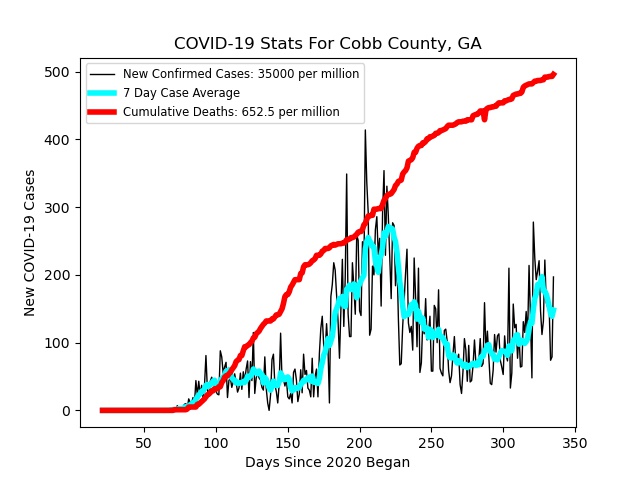 COVID-19 Stats For Cobb County, GA
New Confirmed Cases: 35000 per million
7 Day Case Average
Cumulative Deaths: 652.5 per million
New COVID-19 Cases
500
400
300
200
100
0
50
100
150
200
250
300
350
Days Since 2020 Began